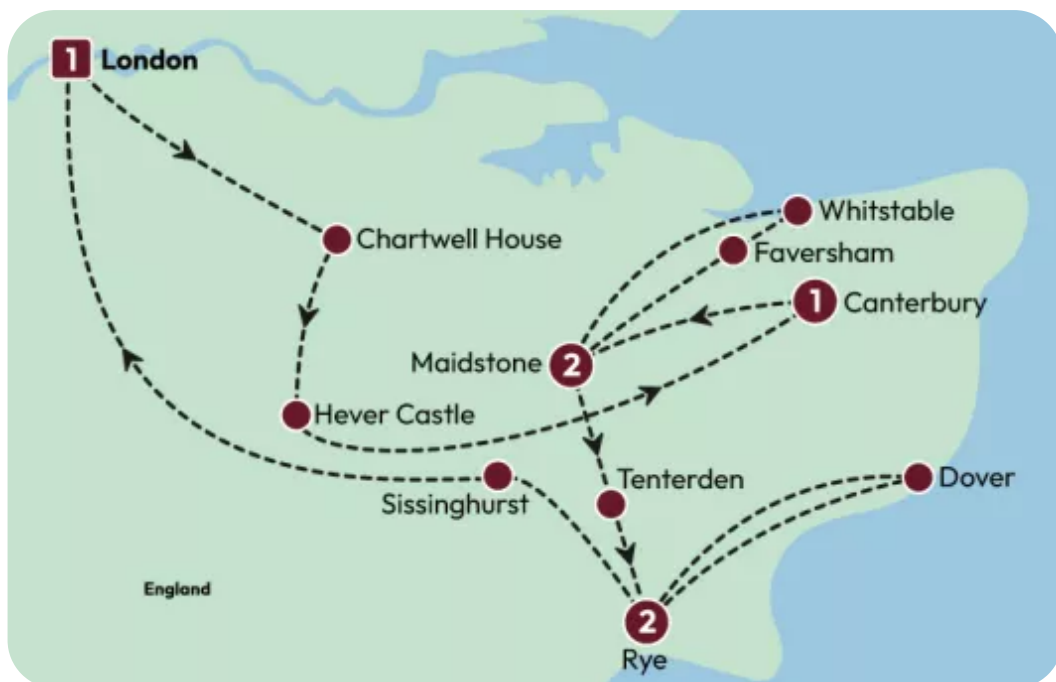 1 London
Chartwell House
Whitstable
Faversham
1 Canterbury
Maidstone 2
Hever Castle
Sissinghurst
Tenterden
Dover
England
2
Rye